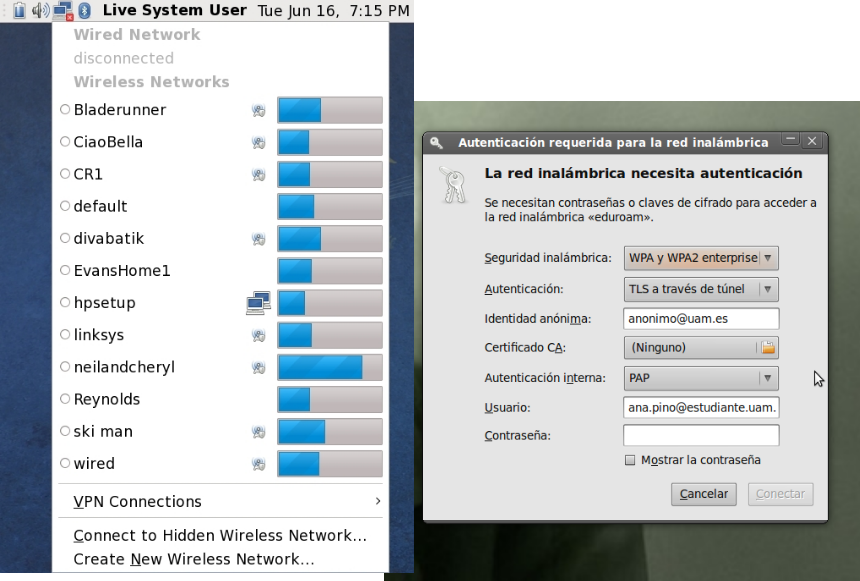 Live System User Tue Jun 16, 7:15 PM
Wired Network
disconnected
Wireless Networks
Bladerunner
CiaoBella
CR1
default
divabatik
EvansHome1
hpsetup
linksys
neilandcheryl
Reynolds
ski man
wired
VPN Connections
Connect to Hidden Wireless Network...
Create New Wireless Network...
Autenticación requerida para la red inalámbrica
La red inalámbrica necesita autenticación
Se necesitan contraseñas o claves de cifrado para acceder a
la red inalámbrica «eduroam».
Seguridad inalámbrica: WPA y WPA2 enterprise
Autenticación: TLS a través de túnel
Identidad anónima: anonimo@uam.es
Certificado CA: (Ninguno)
Autenticación interna: PAP
Usuario: ana.pino@estudiante.uam.
Contraseña:
Mostrar la contraseña
Cancelar Conectar